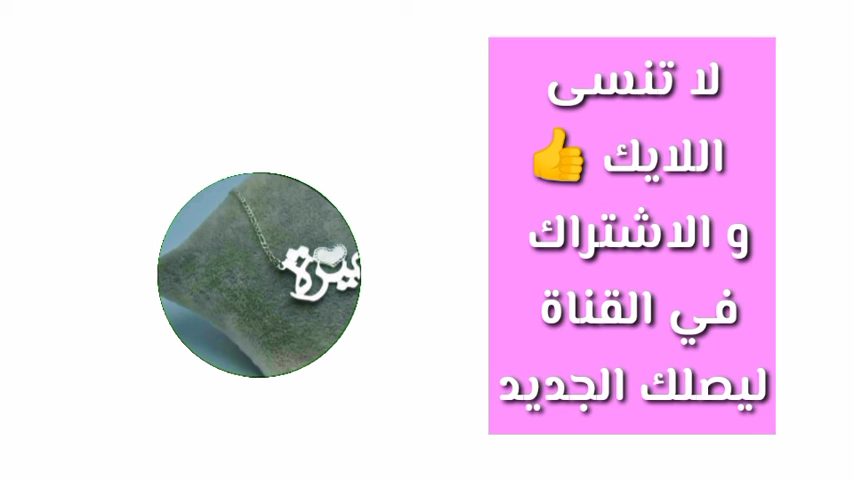 لا تنسى
اللايك 👍
و الاشتراك
في القناة
ليصلك الجديد